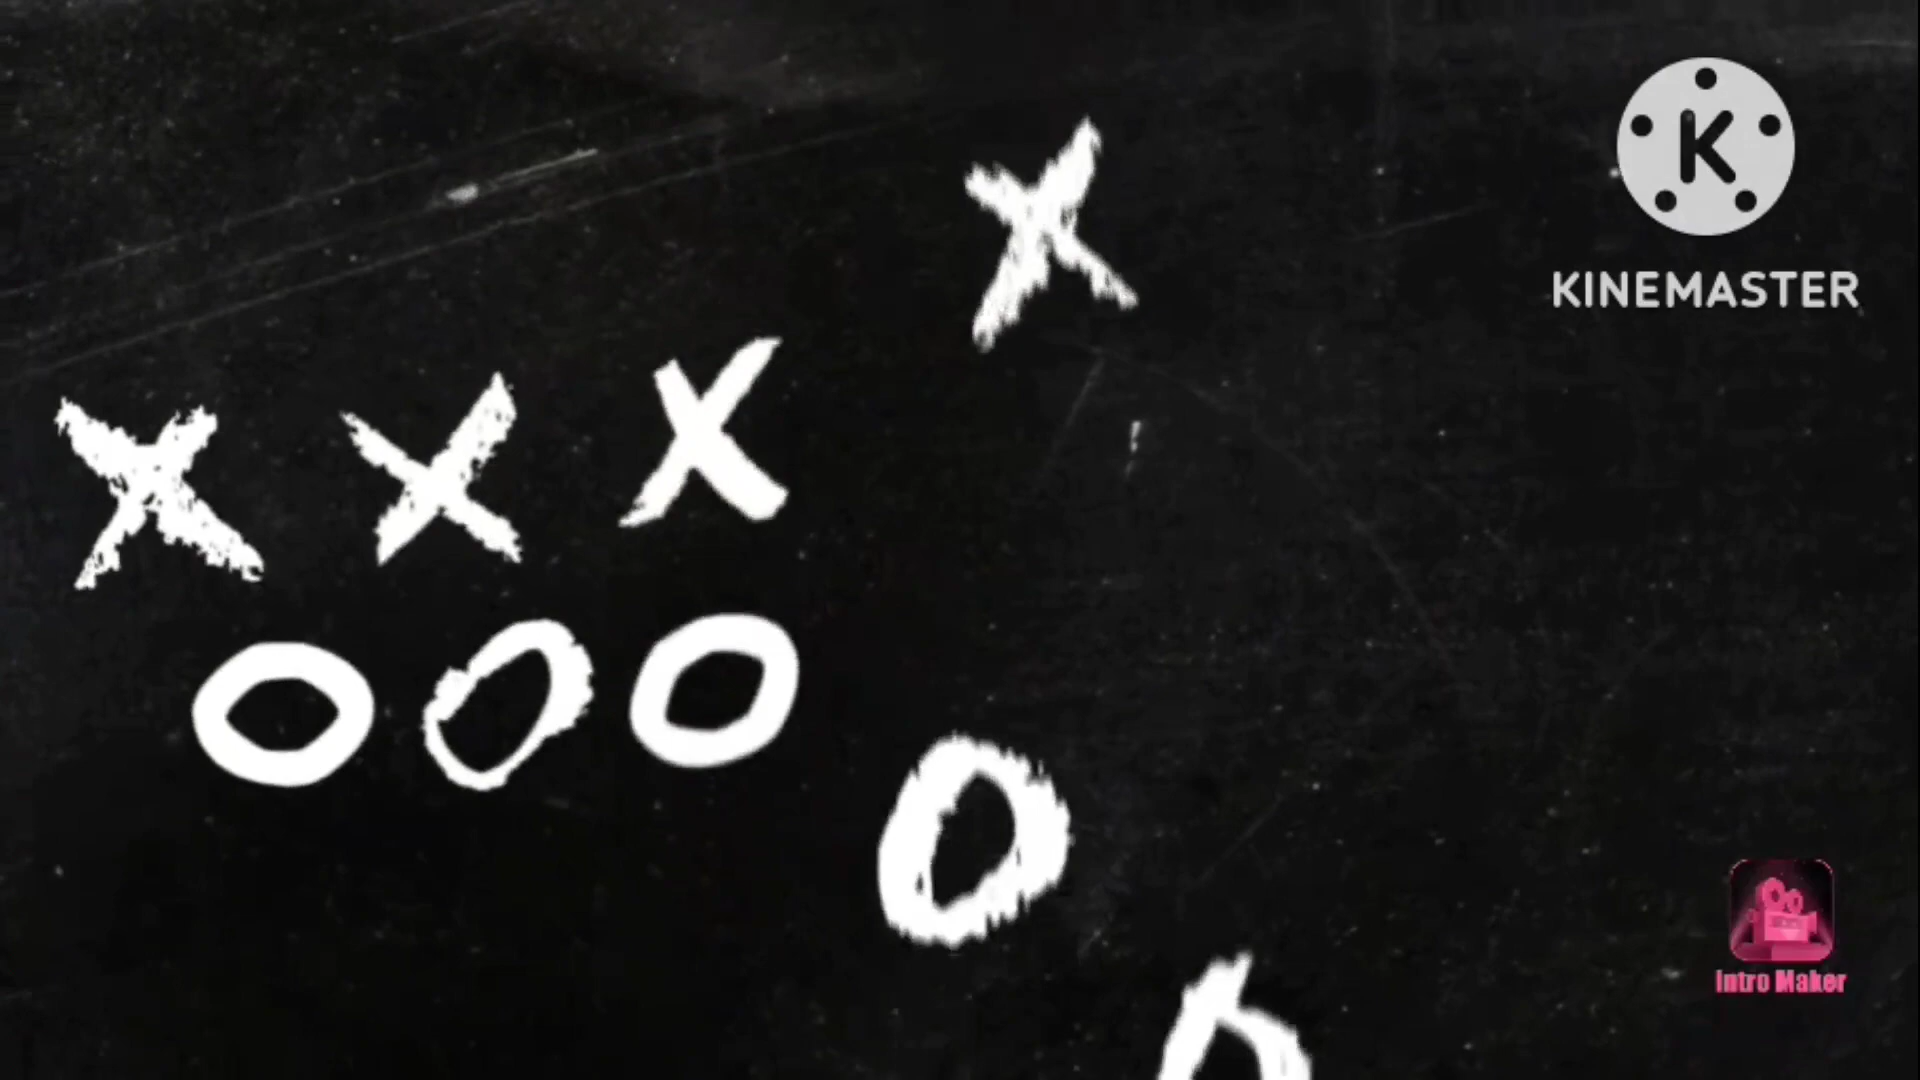 X
K
KINEMASTER
X X X
O O O
O
Intro Maker